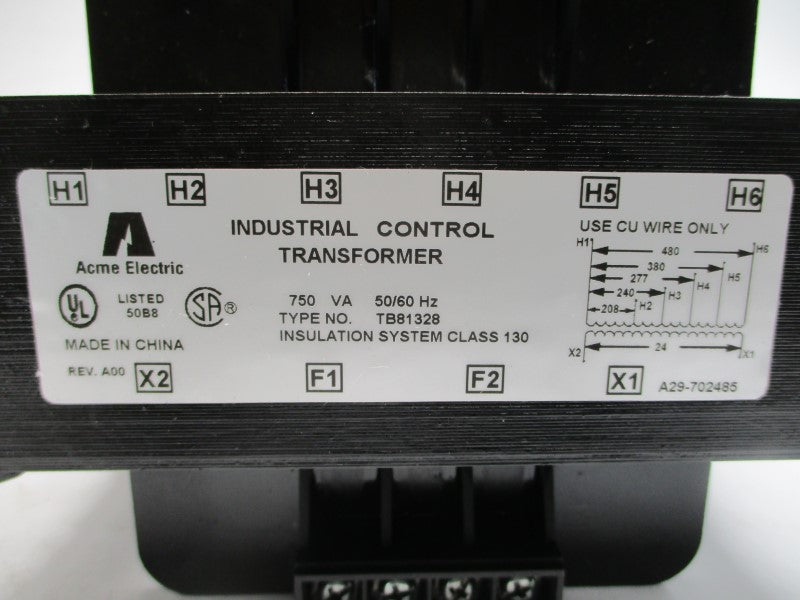 H1 H2 H3 H4 H5 H6
Acme Electric
INDUSTRIAL CONTROL
TRANSFORMER
UL LISTED
50B8
SA ®
750 VA 50/60 Hz
TYPE NO. TB81328
INSULATION SYSTEM CLASS 130
MADE IN CHINA
REV. A00
USE CU WIRE ONLY
H1 480 H6
380 H5
277 H4
240 H3
208 H2
X2 24 X1
X2 F1 F2 X1
A29-702485